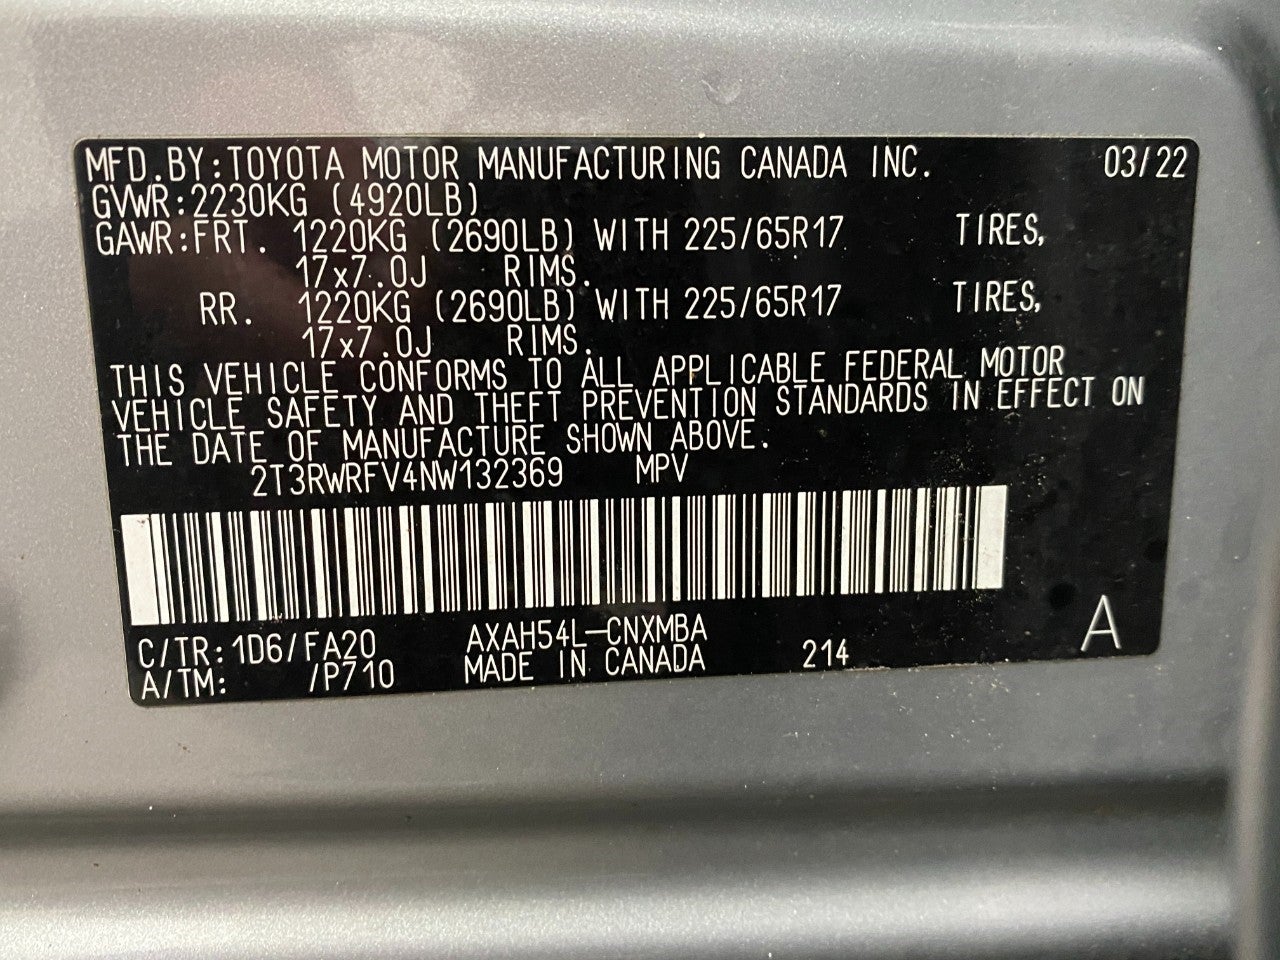 MFD.BY:TOYOTA MOTOR MANUFACTURING CANADA INC. 03/22
GVWR:2230KG (4920LB)
GAWR:FRT. 1220KG (2690LB) WITH 225/65R17 TIRES,
17x7.0J RIMS.
RR. 1220KG (2690LB) WITH 225/65R17 TIRES,
17x7.0J RIMS.
THIS VEHICLE CONFORMS TO ALL APPLICABLE FEDERAL MOTOR
VEHICLE SAFETY AND THEFT PREVENTION STANDARDS IN EFFECT ON
THE DATE OF MANUFACTURE SHOWN ABOVE.
2T3RWRFV4NW132369 MPV
C/TR:1D6/FA20 AXAH54L-CNXMBA
A/TM: /P710 MADE IN CANADA 214 A